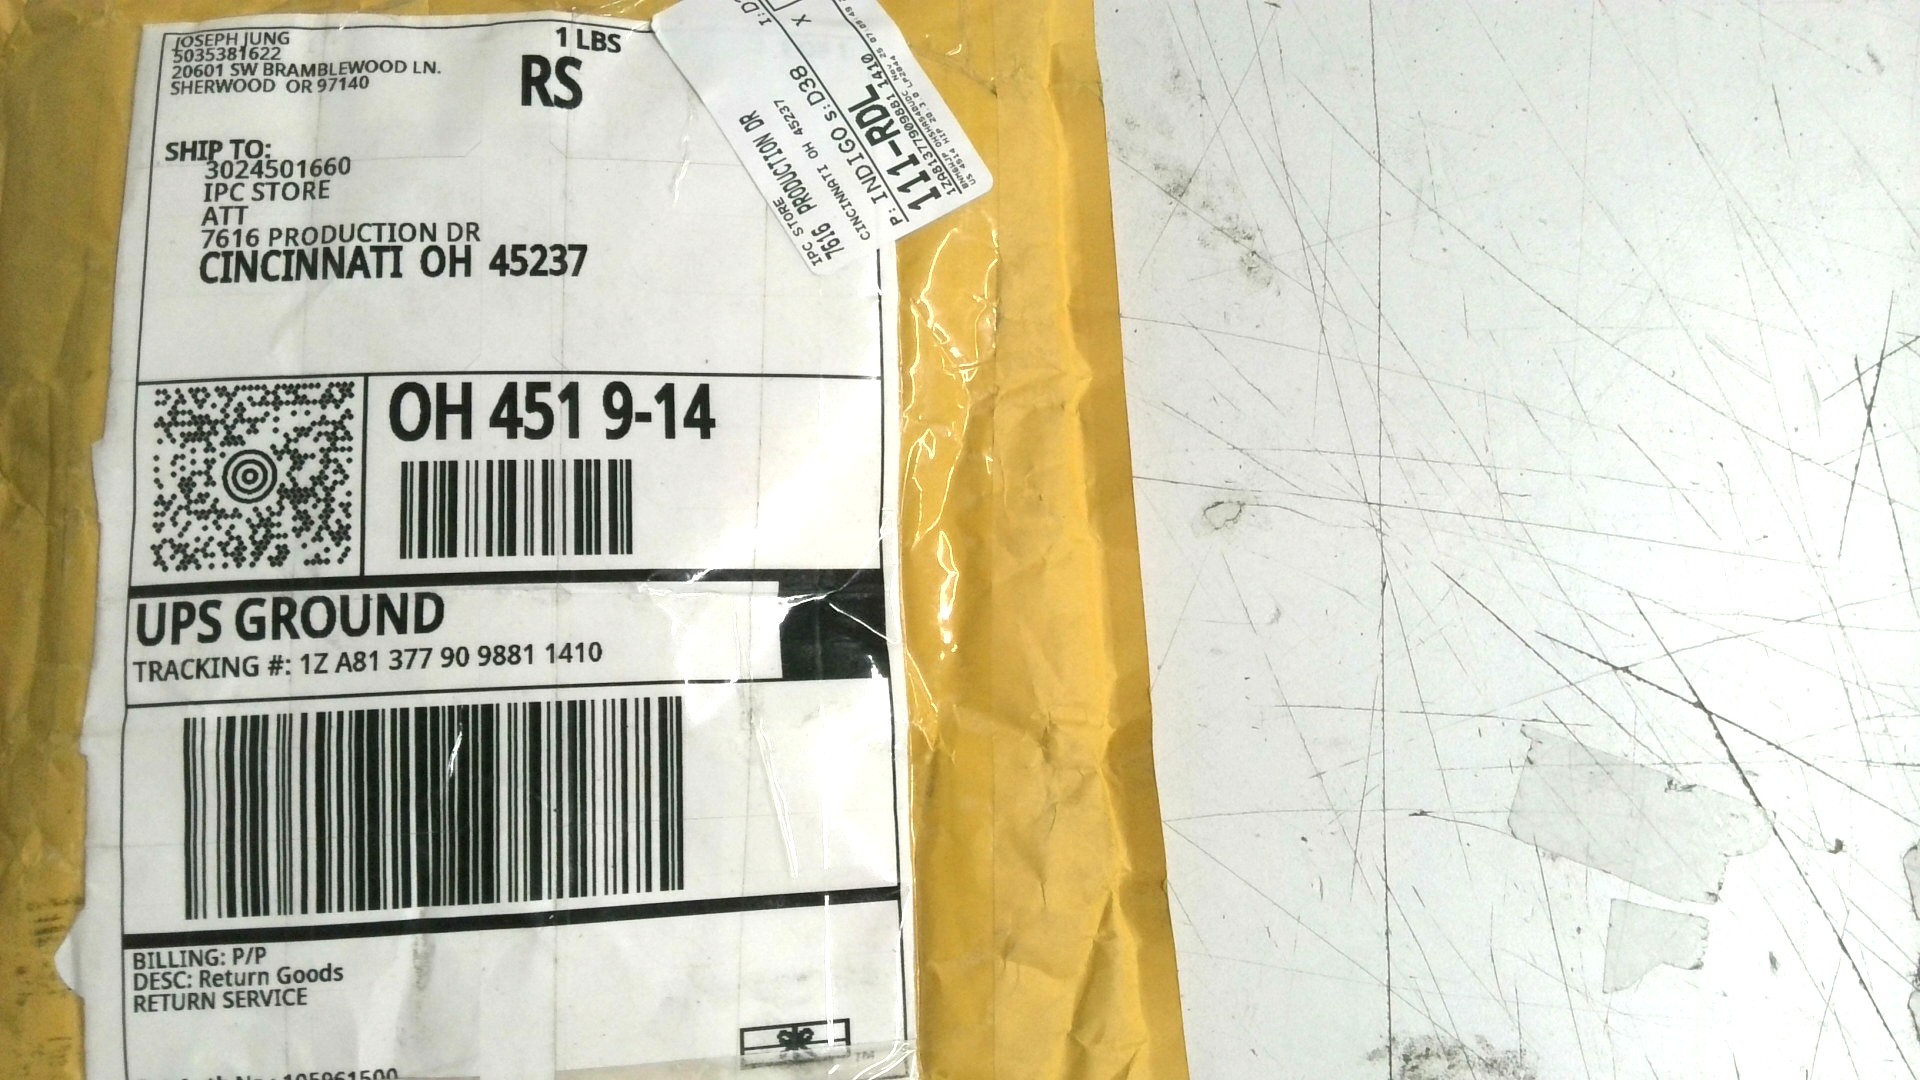 JOSEPH JUNG
5035381622
20601 SW BRAMBLEWOOD LN.
SHERWOOD OR 97140
1 LBS
RS
SHIP TO:
3024501660
IPC STORE
ATT
7616 PRODUCTION DR
CINCINNATI OH 45237
IPC STORE
7616 PRODUCTION DR
CINCINNATI OH 45237
P: INDIGO S: D38
X
111-RDL
1ZA813779098811410
OH 451 9-14
UPS GROUND
TRACKING #: 1Z A81 377 90 9881 1410
BILLING: P/P
DESC: Return Goods
RETURN SERVICE
105961500